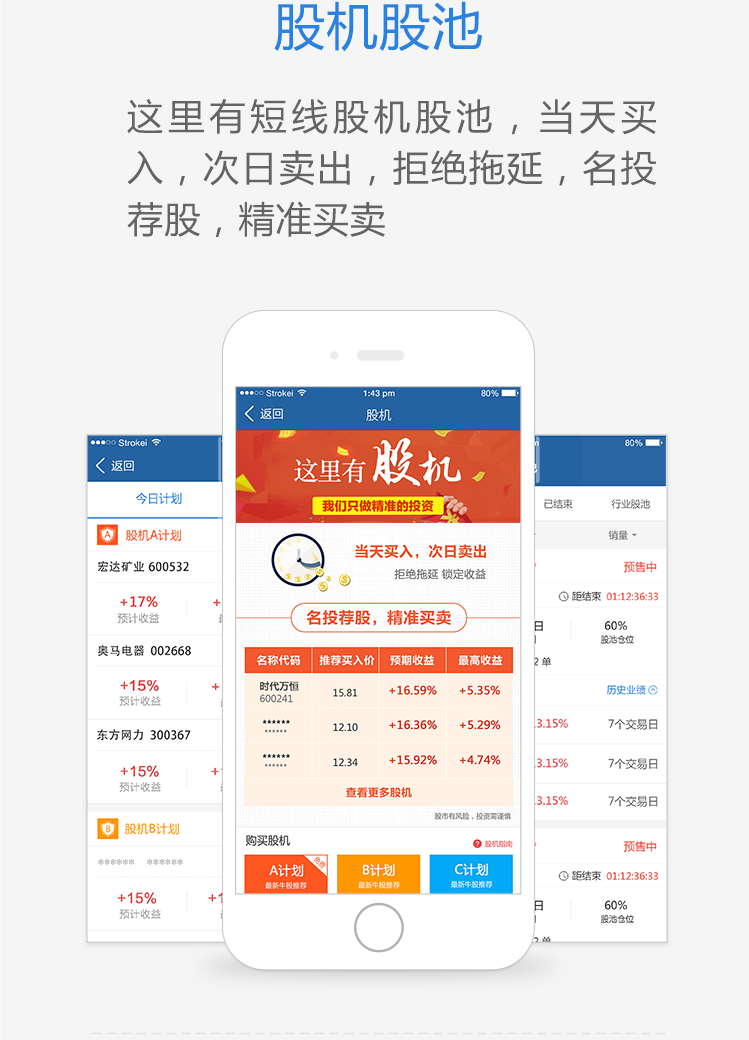 股机股池
这里有短线股机股池，当天买
入，次日卖出，拒绝拖延，名投
荐股，精准买卖
Strokei 1:43 pm 80%
返回 股机
这里有股机
我们只做精准的投资
当天买入，次日卖出
拒绝拖延 锁定收益
名投荐股，精准买卖
名称代码 推荐买入价 预期收益 最高收益
时代万恒
600241
15.81 +16.59% +5.35%
******
******
12.10 +16.36% +5.29%
******
******
12.34 +15.92% +4.74%
查看更多股机
股市有风险，投资需谨慎
购买股机 ? 股机指南
A计划 免费
最新牛股推荐
B计划
最新牛股推荐
C计划
最新牛股推荐
Strokei
返回
今日计划
A 股机A计划
宏达矿业 600532
+17% +
预计收益
奥马电器 002668
+15% +
预计收益
东方网力 300367
+15% +1
预计收益
B 股机B计划
****** ******
+15% +1
预计收益
80%
已结束 行业股池
销量
预售中
距结束 01:12:36:33
日 60%
股池仓位
2 单
历史业绩
3.15% 7个交易日
3.15% 7个交易日
3.15% 7个交易日
预售中
距结束 01:12:36:33
日 60%
股池仓位
2 单